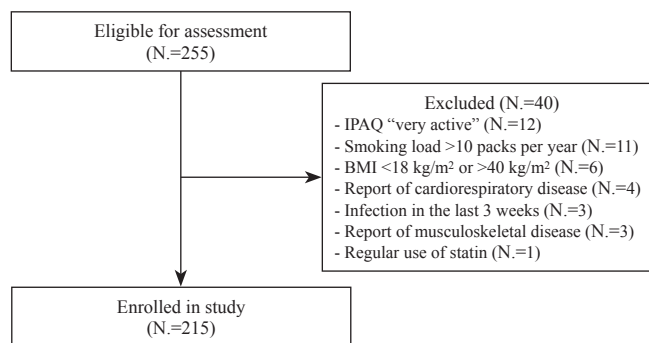 Eligible for assessment
(N.=255)
Excluded (N.=40)
- IPAQ “very active” (N.=12)
- Smoking load >10 packs per year (N.=11)
- BMI <18 kg/m² or >40 kg/m² (N.=6)
- Report of cardiorespiratory disease (N.=4)
- Infection in the last 3 weeks (N.=3)
- Report of musculoskeletal disease (N.=3)
- Regular use of statin (N.=1)
Enrolled in study
(N.=215)